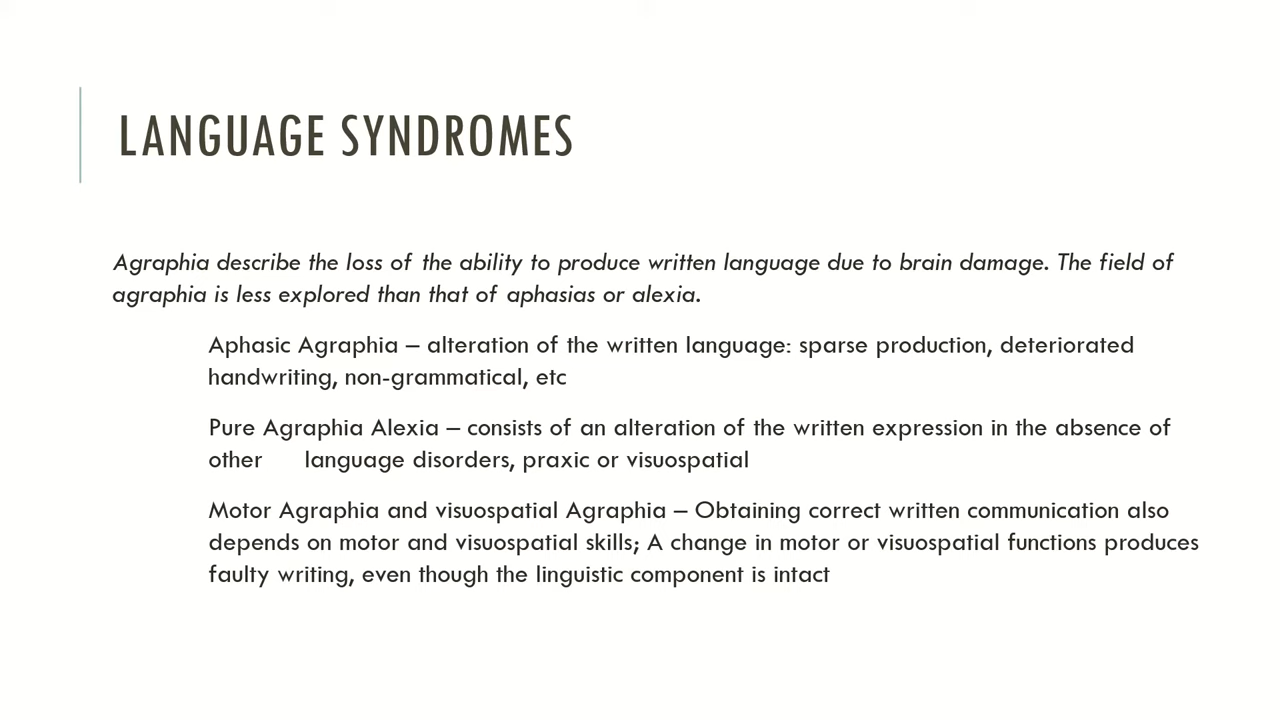 LANGUAGE SYNDROMES
Agraphia describe the loss of the ability to produce written language due to brain damage. The field of
agraphia is less explored than that of aphasias or alexia.
Aphasic Agraphia – alteration of the written language: sparse production, deteriorated
handwriting, non-grammatical, etc
Pure Agraphia Alexia – consists of an alteration of the written expression in the absence of
other language disorders, praxic or visuospatial
Motor Agraphia and visuospatial Agraphia – Obtaining correct written communication also
depends on motor and visuospatial skills; A change in motor or visuospatial functions produces
faulty writing, even though the linguistic component is intact